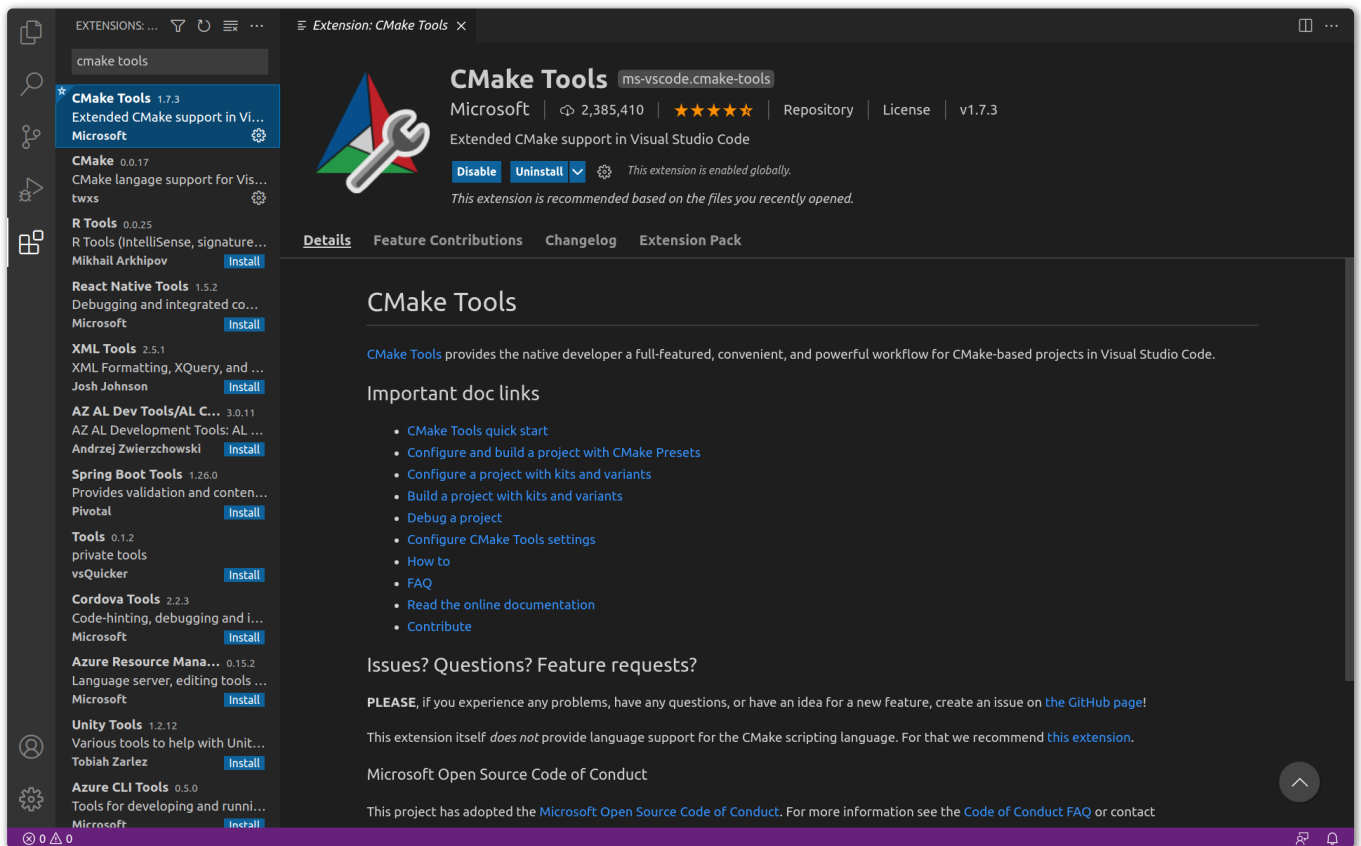 EXTENSIONS: ...
Extension: CMake Tools
cmake tools
CMake Tools 1.7.3
Extended CMake support in Vi...
Microsoft
CMake 0.0.17
CMake langage support for Vis...
twxs
R Tools 0.0.25
R Tools (IntelliSense, signature...
Mikhail Arkhipov Install
React Native Tools 1.5.2
Debugging and integrated co...
Microsoft Install
XML Tools 2.5.1
XML Formatting, XQuery, and ...
Josh Johnson Install
AZ AL Dev Tools/AL C... 3.0.11
AZ AL Development Tools: AL ...
Andrzej Zwierzchowski Install
Spring Boot Tools 1.26.0
Provides validation and conten...
Pivotal Install
Tools 0.1.2
private tools
vsQuicker Install
Cordova Tools 2.2.3
Code-hinting, debugging and i...
Microsoft Install
Azure Resource Mana... 0.15.2
Language server, editing tools ...
Microsoft Install
Unity Tools 1.2.12
Various tools to help with Unit...
Tobiah Zarlez Install
Azure CLI Tools 0.5.0
Tools for developing and runni...
Microsoft Install
CMake Tools ms-vscode.cmake-tools
Microsoft 2,385,410 Repository License v1.7.3
Extended CMake support in Visual Studio Code
Disable Uninstall This extension is enabled globally.
This extension is recommended based on the files you recently opened.
Details Feature Contributions Changelog Extension Pack
CMake Tools
CMake Tools provides the native developer a full-featured, convenient, and powerful workflow for CMake-based projects in Visual Studio Code.
Important doc links
• CMake Tools quick start
• Configure and build a project with CMake Presets
• Configure a project with kits and variants
• Build a project with kits and variants
• Debug a project
• Configure CMake Tools settings
• How to
• FAQ
• Read the online documentation
• Contribute
Issues? Questions? Feature requests?
PLEASE, if you experience any problems, have any questions, or have an idea for a new feature, create an issue on the GitHub page!
This extension itself does not provide language support for the CMake scripting language. For that we recommend this extension.
Microsoft Open Source Code of Conduct
This project has adopted the Microsoft Open Source Code of Conduct. For more information see the Code of Conduct FAQ or contact
0 0